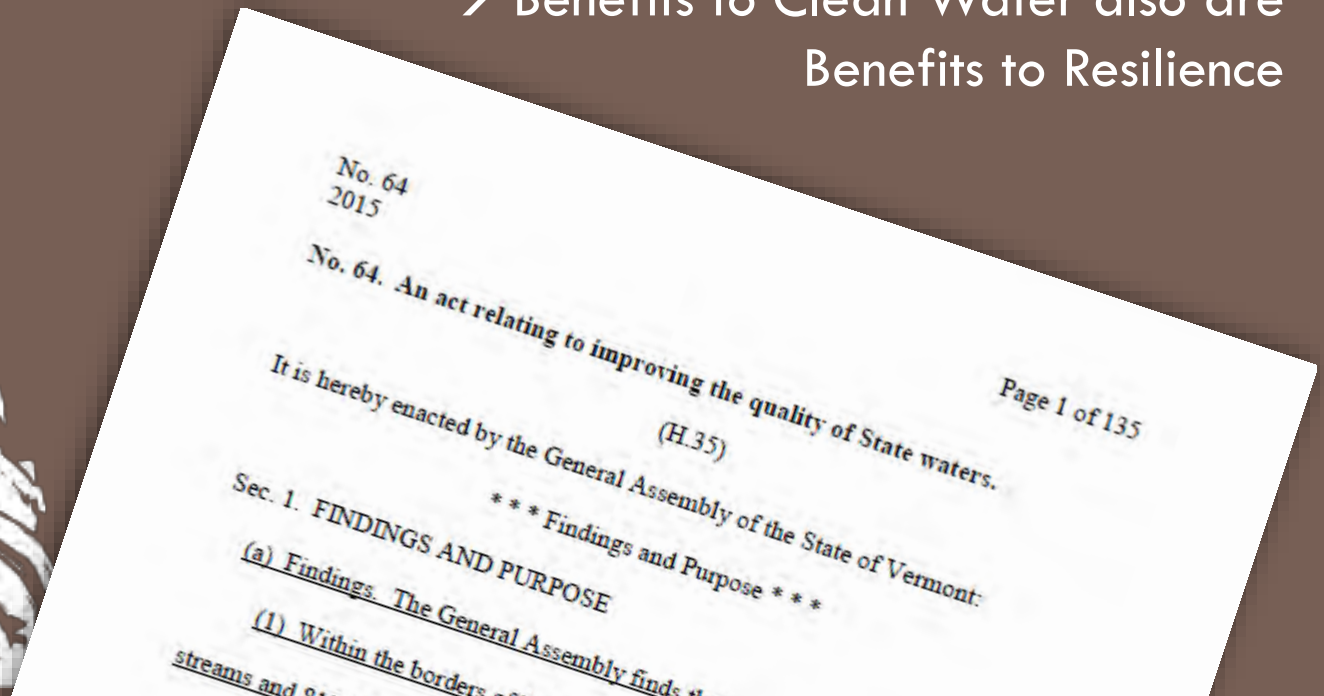 Benefits to Clean Water also are
Benefits to Resilience
No. 64
2015
Page 1 of 135
No. 64. An act relating to improving the quality of State waters.
(H.35)
It is hereby enacted by the General Assembly of the State of Vermont:
* * * Findings and Purpose * * *
Sec. 1. FINDINGS AND PURPOSE
(a) Findings. The General Assembly finds
(1) Within the borders
streams and